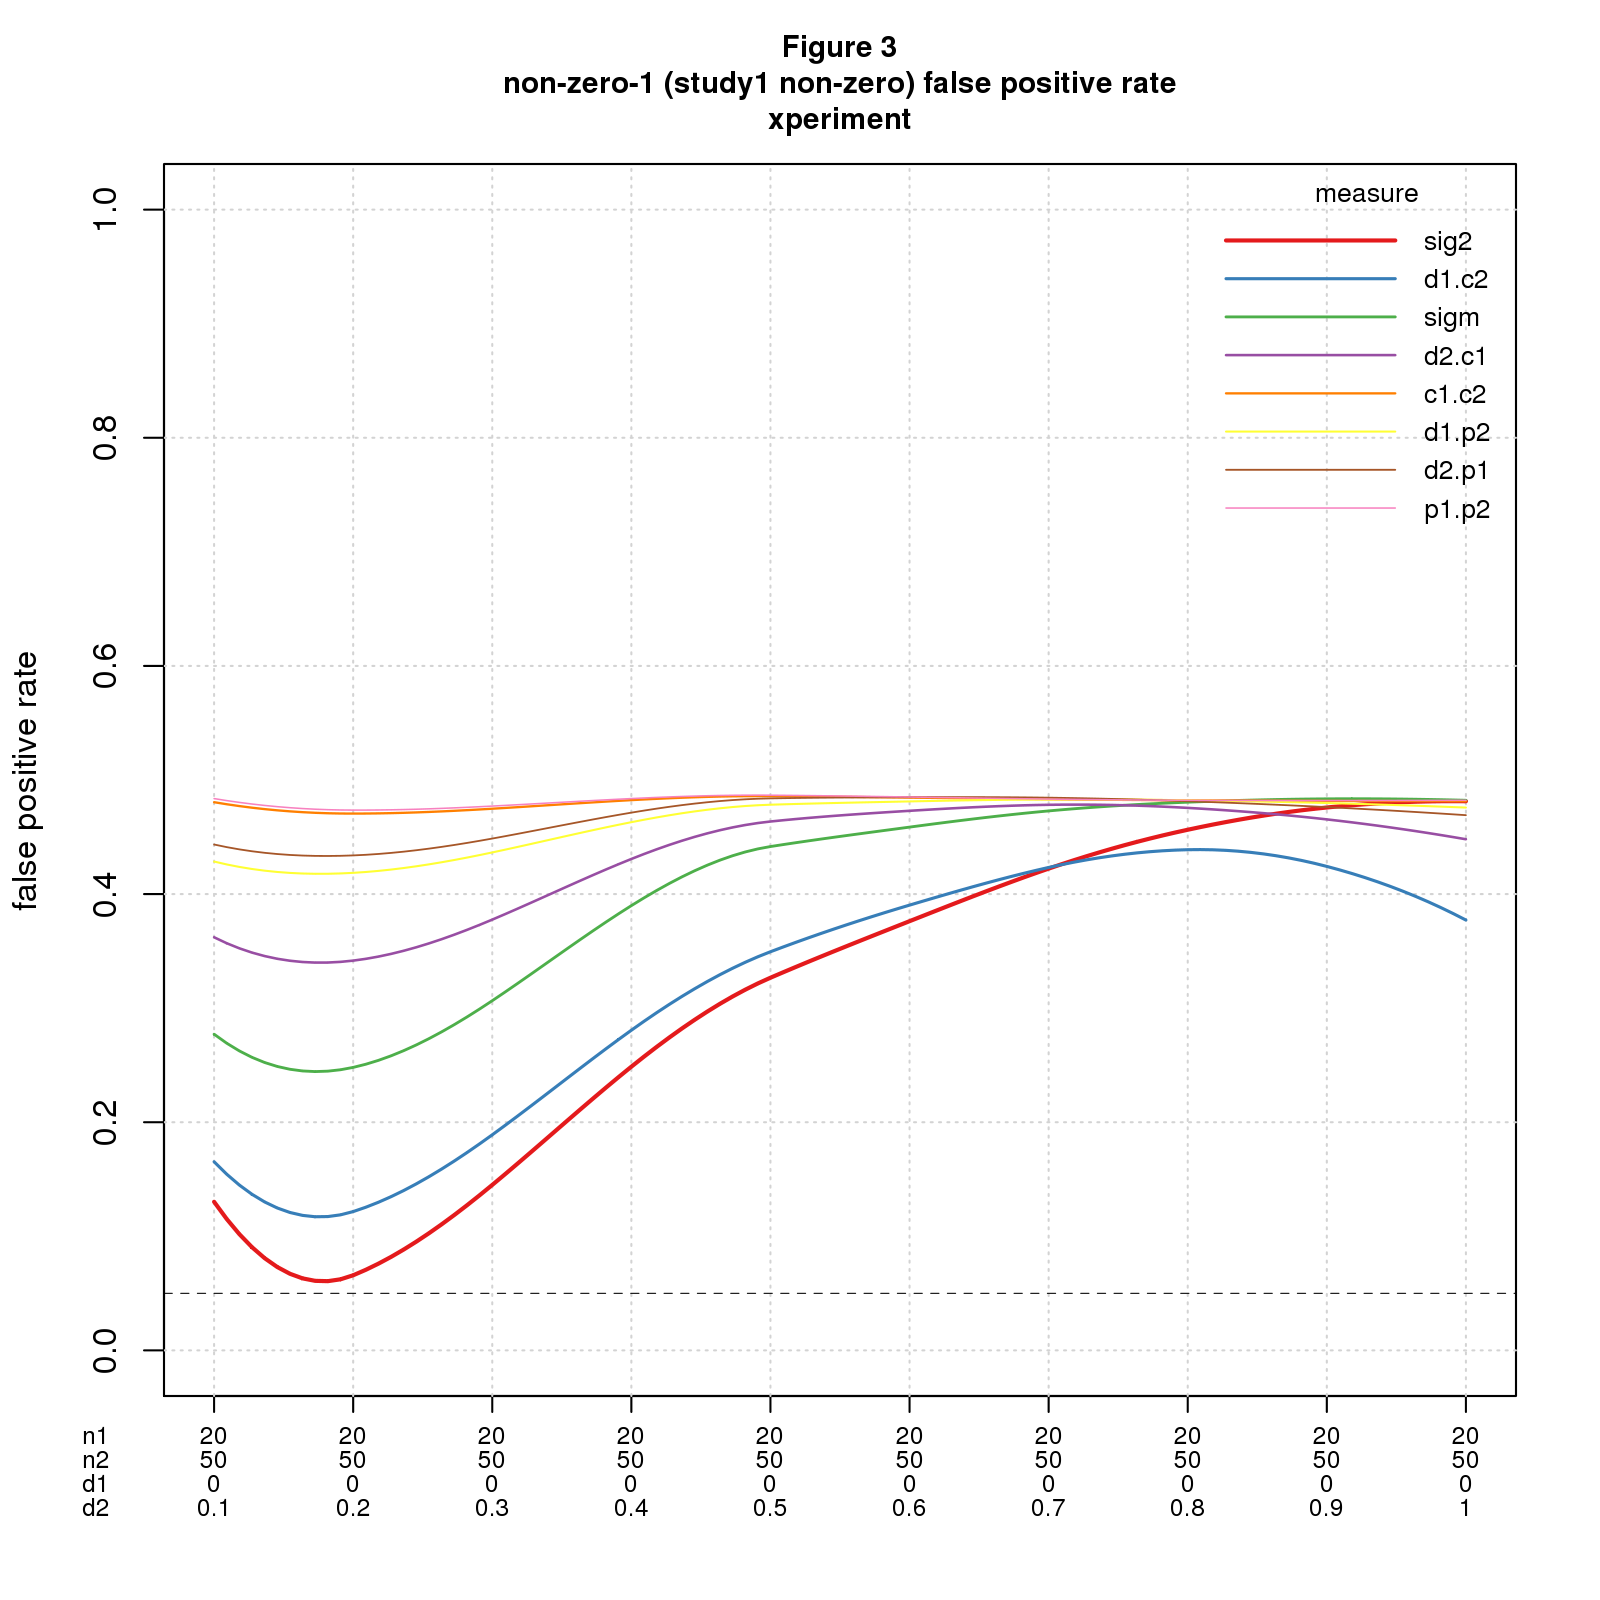 Figure 3
non-zero-1 (study1 non-zero) false positive rate
xperiment
measure
sig2
d1.c2
sigm
d2.c1
c1.c2
d1.p2
d2.p1
p1.p2
false positive rate
1.0
0.8
0.6
0.4
0.2
0.0
n1 20 20 20 20 20 20 20 20 20 20
n2 50 50 50 50 50 50 50 50 50 50
d1 0 0 0 0 0 0 0 0 0 0
d2 0.1 0.2 0.3 0.4 0.5 0.6 0.7 0.8 0.9 1